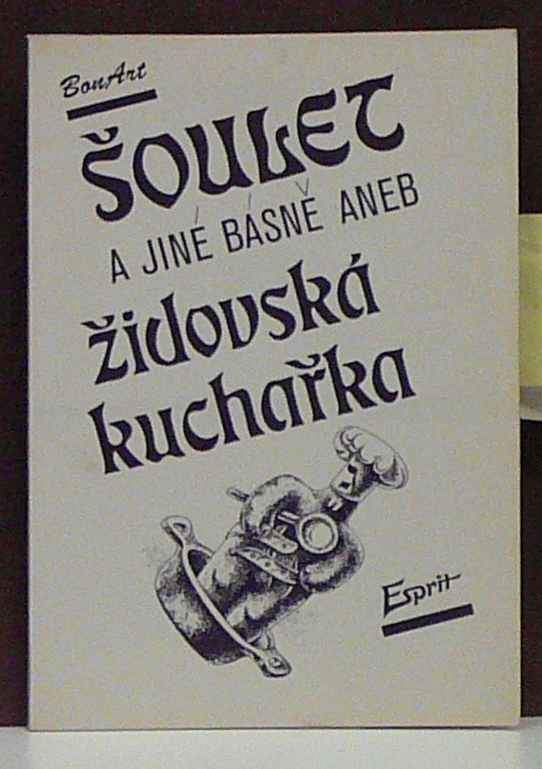 BonArt
ŠOULET
A JINÉ BÁSNĚ ANEB
židovská
kuchařka
Esprit